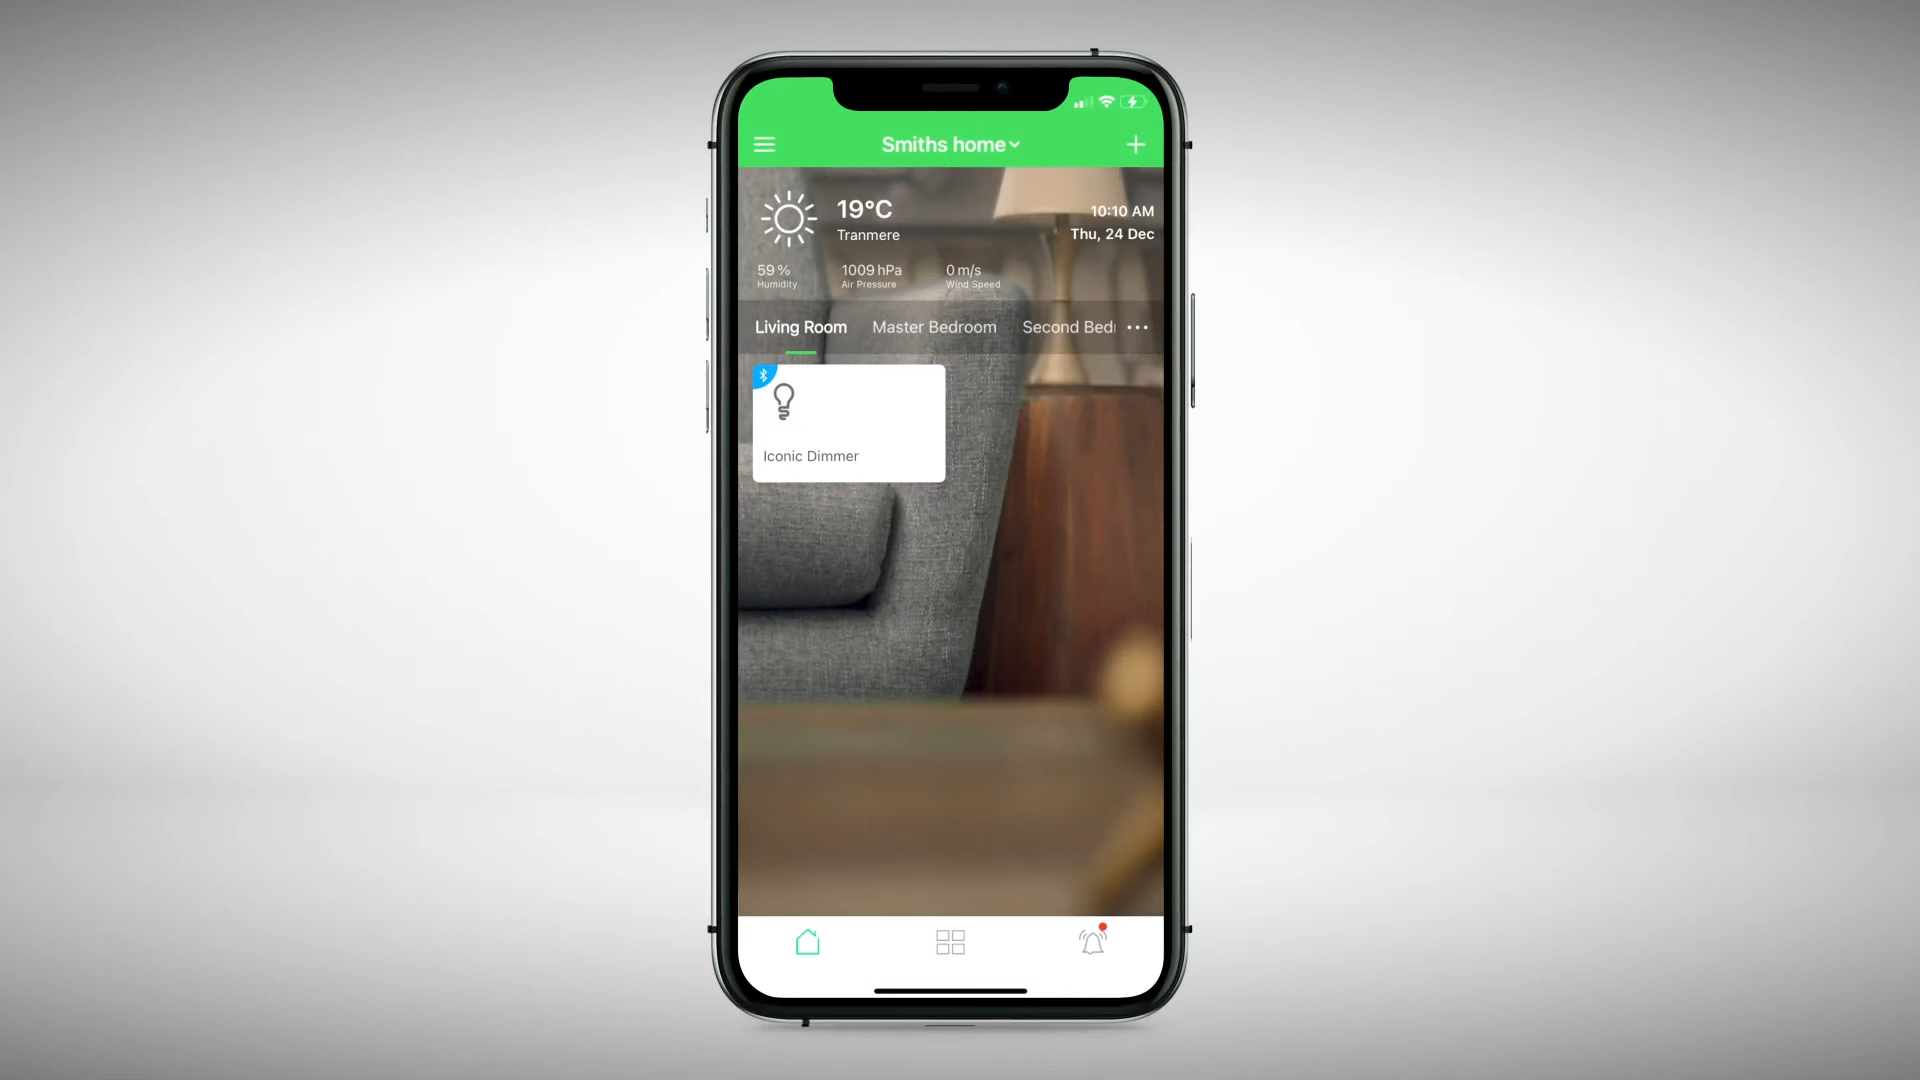 Smiths home
19°C
Tranmere
10:10 AM
Thu, 24 Dec
59 %
Humidity
1009 hPa
Air Pressure
0 m/s
Wind Speed
Living Room
Master Bedroom
Second Bed
Iconic Dimmer